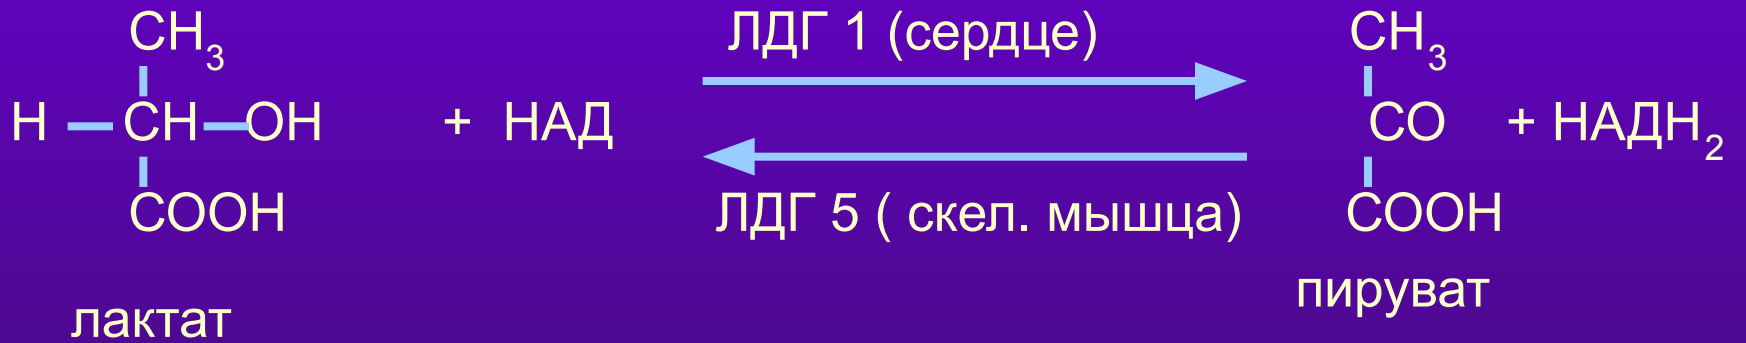 CH3 ЛДГ 1 (сердце) CH3
H — CH — OH + НАД CO + НАДН2
COOH ЛДГ 5 ( скел. мышца) COOH
лактат пируват